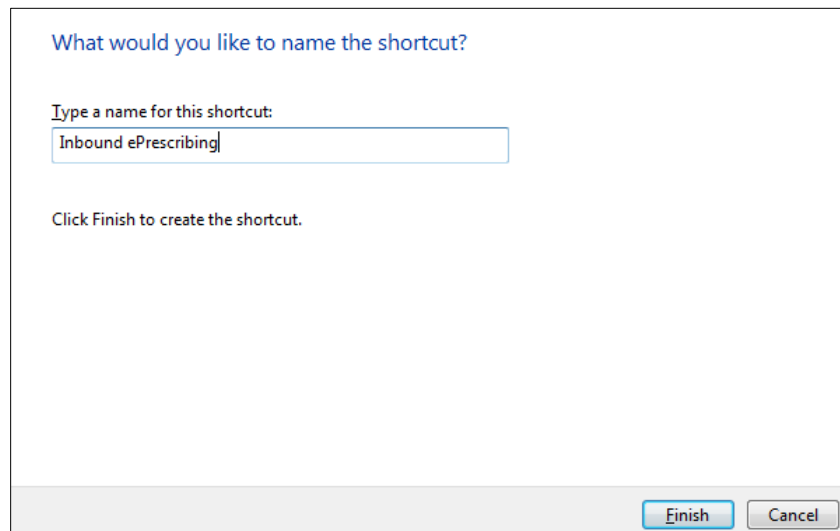 What would you like to name the shortcut?
Type a name for this shortcut:
Inbound ePrescribing
Click Finish to create the shortcut.
Finish Cancel